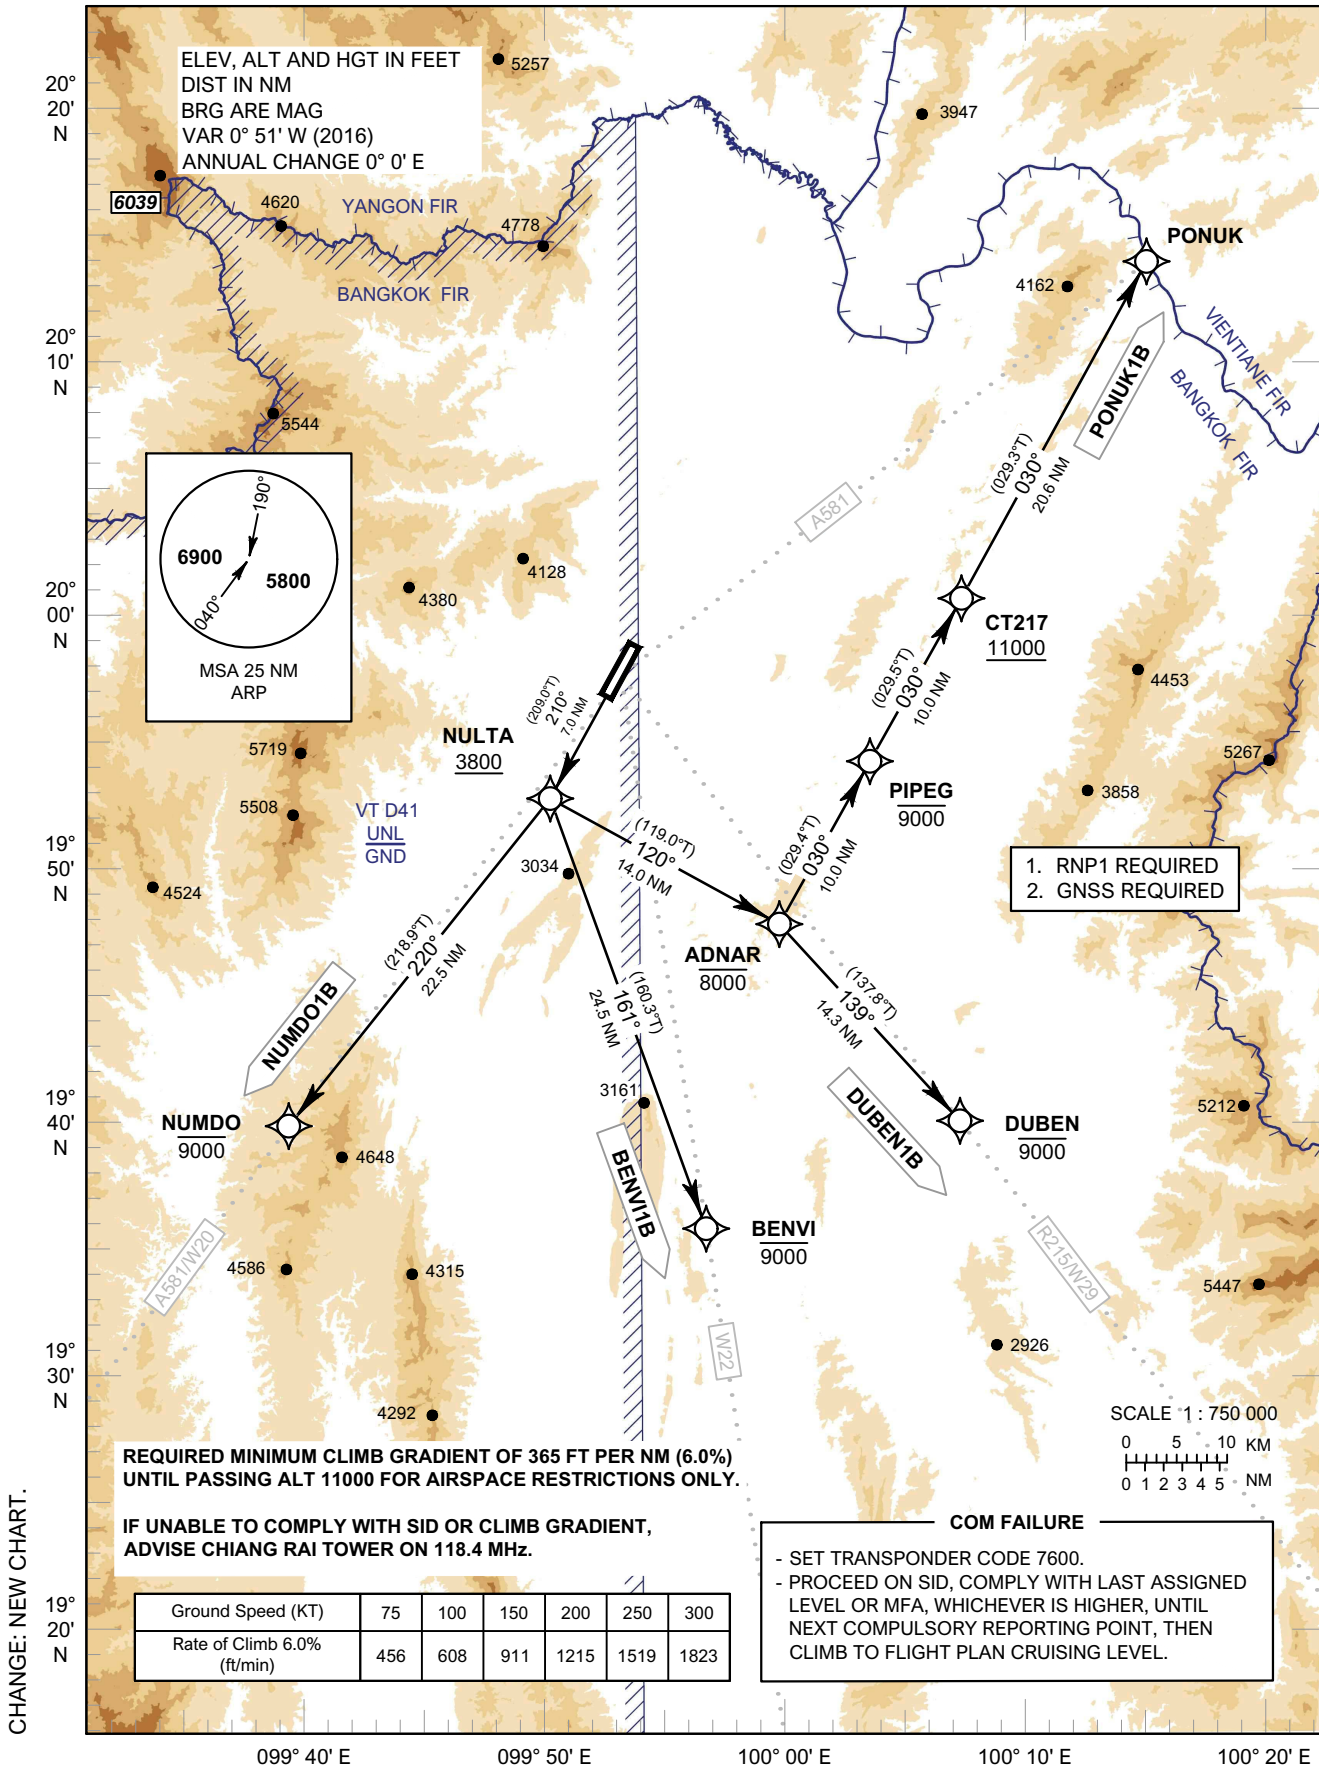 ELEV, ALT AND HGT IN FEET
DIST IN NM
BRG ARE MAG
VAR 0° 51' W (2016)
ANNUAL CHANGE 0° 0' E
5257
3947
20°
20'
N
6039
4620
YANGON FIR
4778
BANGKOK FIR
PONUK
4162
VIENTIANE FIR
BANGKOK FIR
PONUK1B
20°
10'
N
5544
(029.3°T)
030°
20.6 NM
A581
190°
6900
5800
040°
MSA 25 NM
ARP
4128
4380
20°
00'
N
CT217
11000
(029.5°T)
030°
10.0 NM
4453
(209.0°T)
210°
7.0 NM
NULTA
3800
5719
5267
PIPEG
9000
3858
5508
VT D41
UNL
GND
(119.0°T)
120°
14.0 NM
(029.4°T)
030°
10.0 NM
19°
50'
N
3034
4524
1. RNP1 REQUIRED
2. GNSS REQUIRED
(218.9°T)
220°
22.5 NM
ADNAR
8000
(160.3°T)
161°
24.5 NM
(137.8°T)
139°
14.3 NM
NUMDO1B
19°
40'
N
3161
5212
NUMDO
9000
DUBEN
9000
DUBEN1B
4648
BENVI1B
BENVI
9000
4586
4315
A581/W20
R215/W29
5447
W22
2926
19°
30'
N
4292
SCALE 1 : 750 000
0 5 10 KM
0 1 2 3 4 5 NM
REQUIRED MINIMUM CLIMB GRADIENT OF 365 FT PER NM (6.0%)
UNTIL PASSING ALT 11000 FOR AIRSPACE RESTRICTIONS ONLY.
IF UNABLE TO COMPLY WITH SID OR CLIMB GRADIENT,
ADVISE CHIANG RAI TOWER ON 118.4 MHz.
COM FAILURE
- SET TRANSPONDER CODE 7600.
- PROCEED ON SID, COMPLY WITH LAST ASSIGNED
LEVEL OR MFA, WHICHEVER IS HIGHER, UNTIL
NEXT COMPULSORY REPORTING POINT, THEN
CLIMB TO FLIGHT PLAN CRUISING LEVEL.
Ground Speed (KT) 75 100 150 200 250 300
Rate of Climb 6.0%
(ft/min) 456 608 911 1215 1519 1823
19°
20'
N
CHANGE: NEW CHART.
099° 40' E 099° 50' E 100° 00' E 100° 10' E 100° 20' E